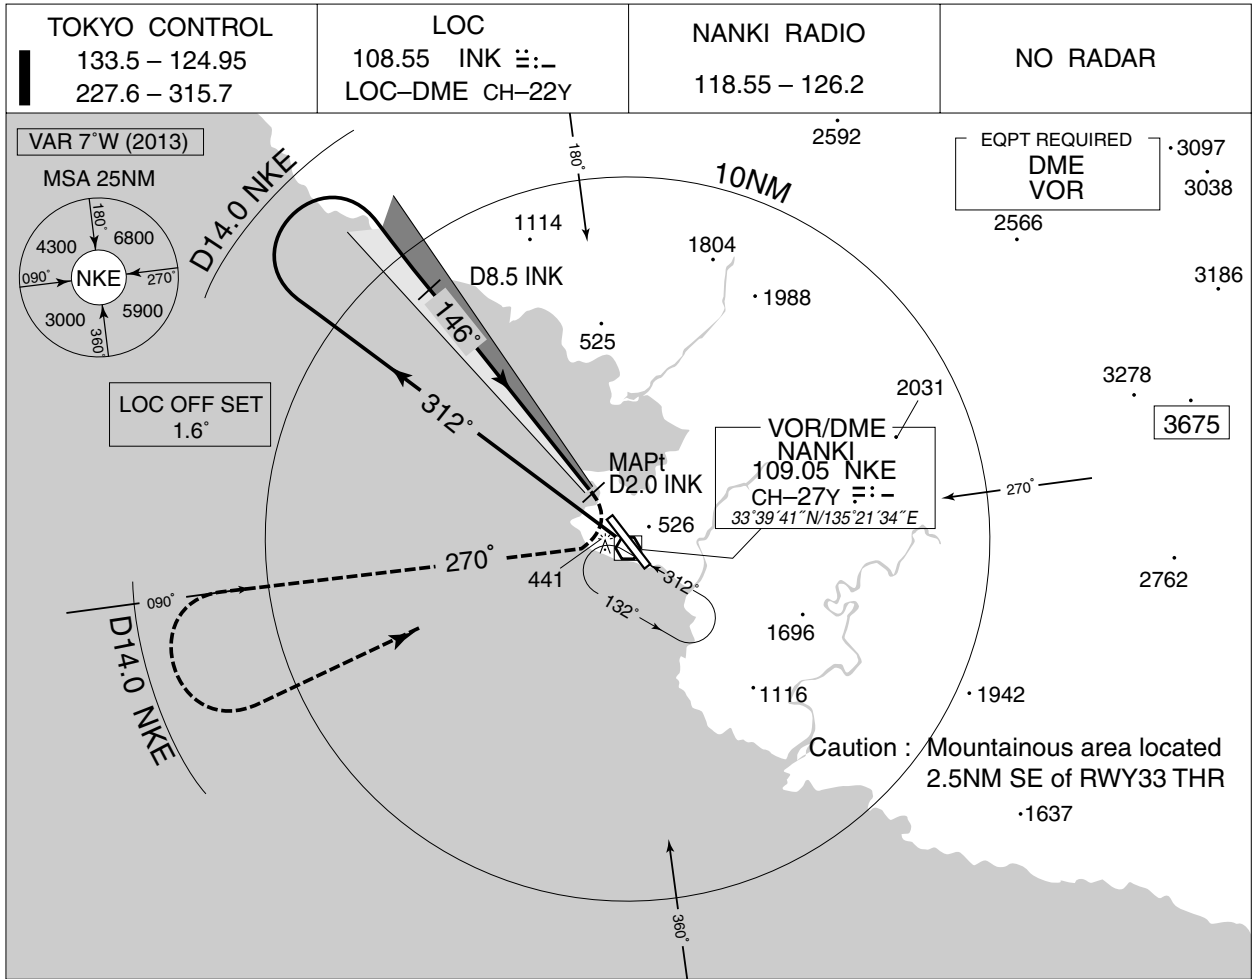 TOKYO CONTROL
133.5 – 124.95
227.6 – 315.7
LOC
108.55 INK
LOC–DME CH–22Y
NANKI RADIO
118.55 – 126.2
NO RADAR
VAR 7˚W (2013)
MSA 25NM
180˚
4300
6800
090˚
NKE
270˚
3000
5900
360˚
D14.0 NKE
180˚
2592
EQPT REQUIRED
DME
VOR
3097
3038
10NM
1114
1804
2566
D8.5 INK
1988
3186
146˚
525
LOC OFF SET
1.6˚
312˚
2031
3278
3675
VOR/DME
NANKI
109.05 NKE
CH–27Y
33˚39´41˝N/135˚21´34˝E
MAPt
D2.0 INK
270˚
526
270˚
441
312˚
132˚
2762
090˚
D14.0 NKE
1696
1116
1942
Caution : Mountainous area located
2.5NM SE of RWY33 THR
1637
360˚